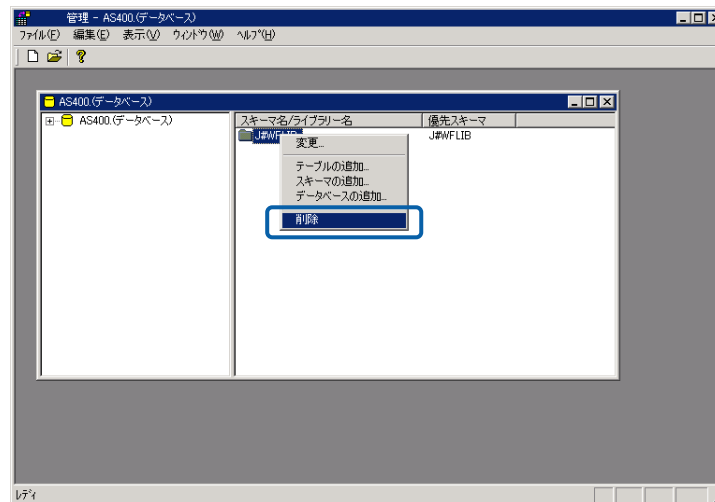 管理 - AS400.(データベース)
ファイル(F) 編集(E) 表示(V) ウィンドウ(W) ヘルプ(H)
AS400.(データベース)
AS400.(データベース)
スキーマ名/ライブラリー名 優先スキーマ
J#WFLIB J#WFLIB
変更...
テーブルの追加...
スキーマの追加...
データベースの追加...
削除
レディ